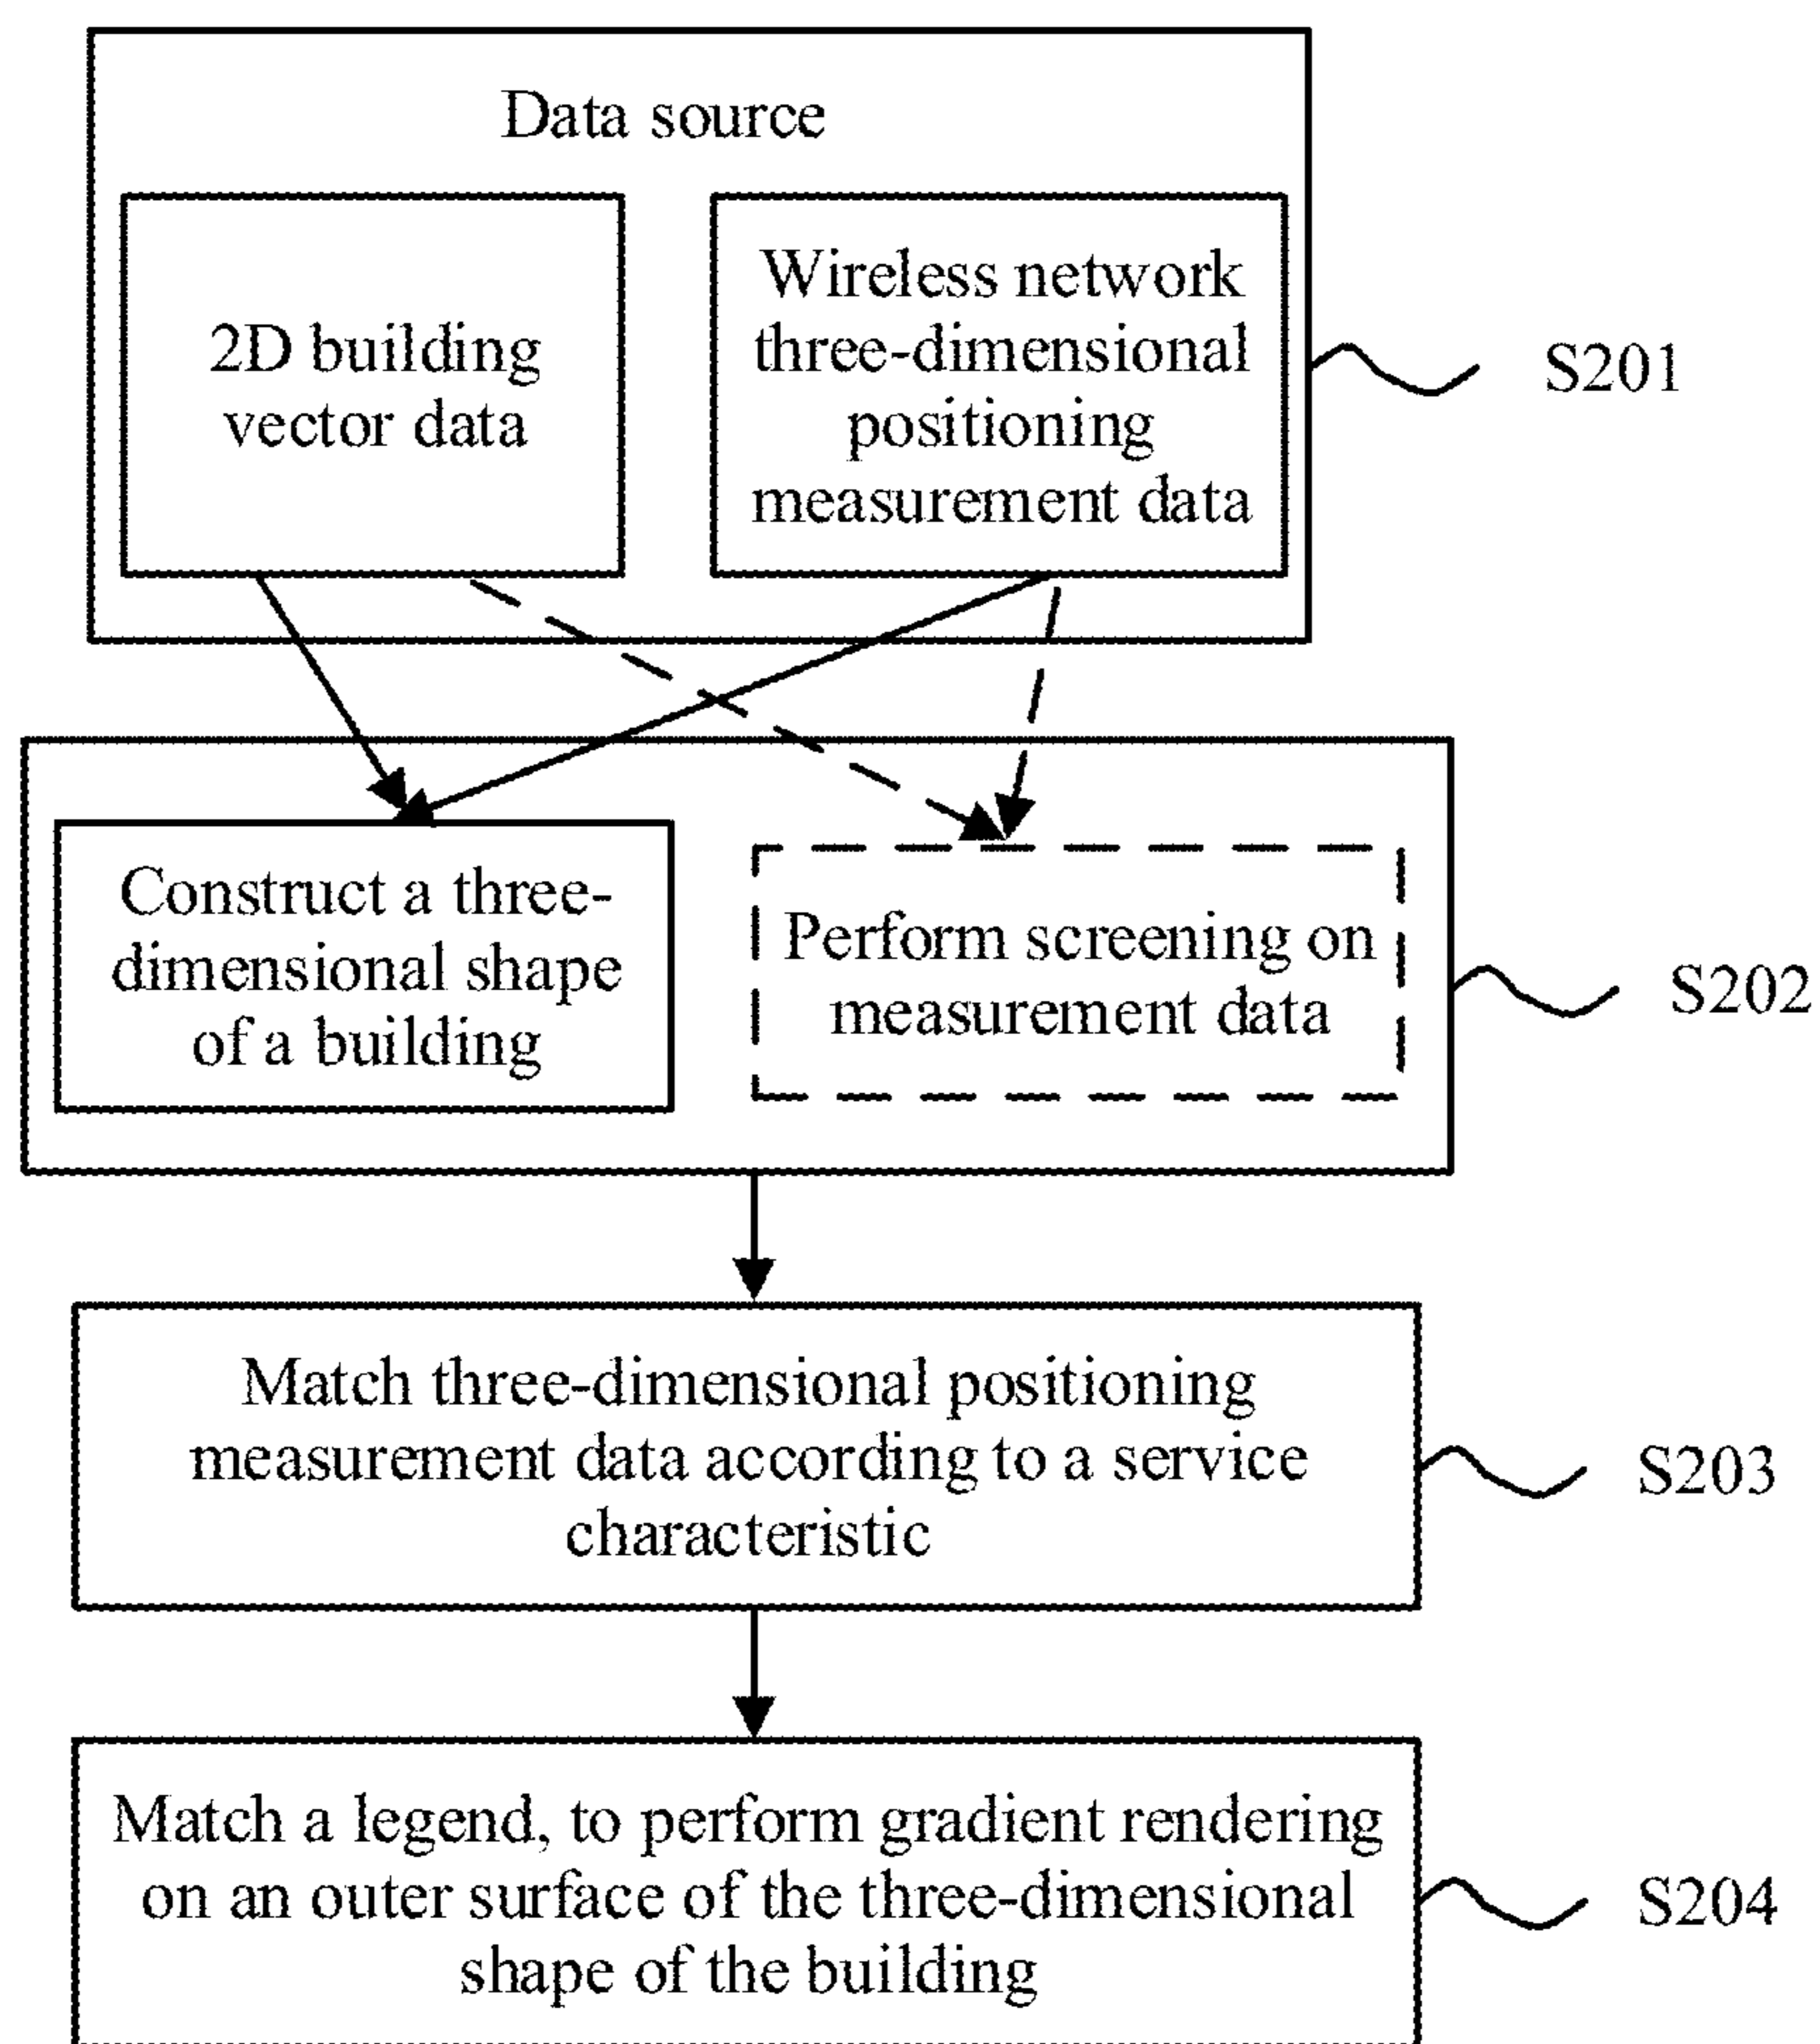 Data source
2D building
vector data
Wireless network
three-dimensional
positioning
measurement data
S201
Construct a three-
dimensional shape
of a building
Perform screening on
measurement data
S202
Match three-dimensional positioning
measurement data according to a service
characteristic
S203
Match a legend, to perform gradient rendering
on an outer surface of the three-dimensional
shape of the building
S204